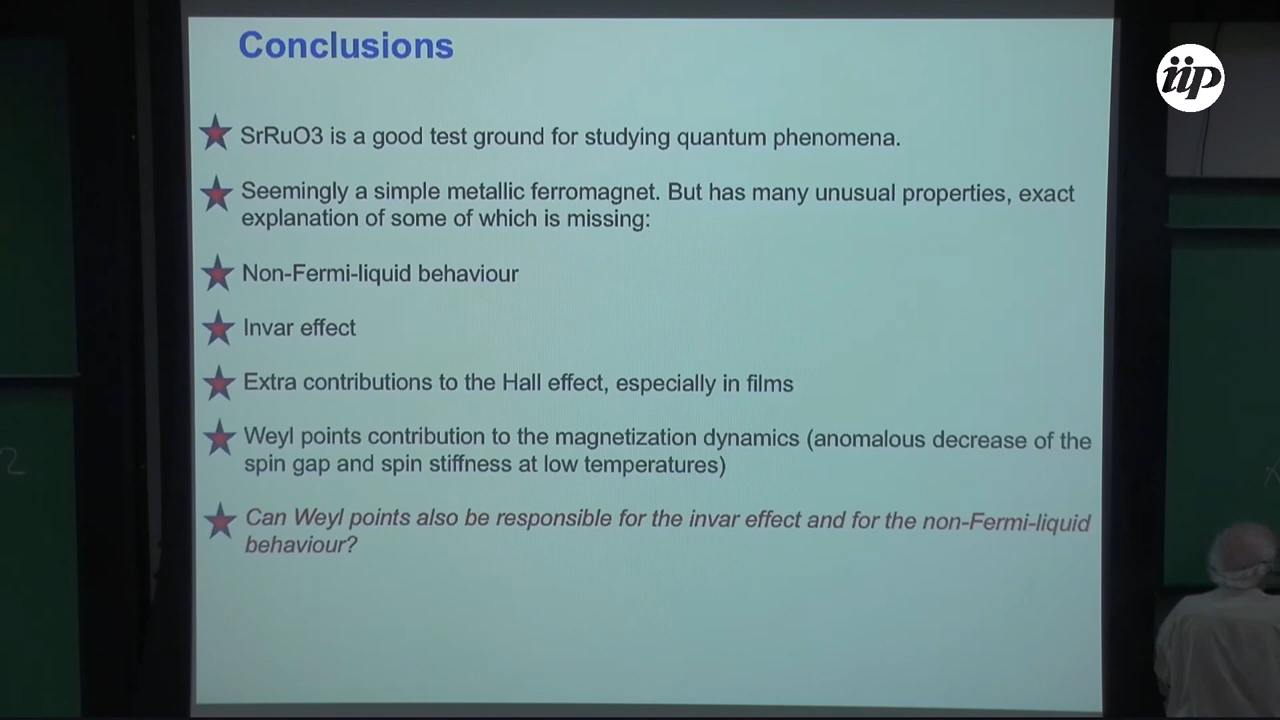 Conclusions
iip
SrRuO3 is a good test ground for studying quantum phenomena.
Seemingly a simple metallic ferromagnet. But has many unusual properties, exact
explanation of some of which is missing:
Non-Fermi-liquid behaviour
Invar effect
Extra contributions to the Hall effect, especially in films
Weyl points contribution to the magnetization dynamics (anomalous decrease of the
spin gap and spin stiffness at low temperatures)
2
Can Weyl points also be responsible for the invar effect and for the non-Fermi-liquid
behaviour?